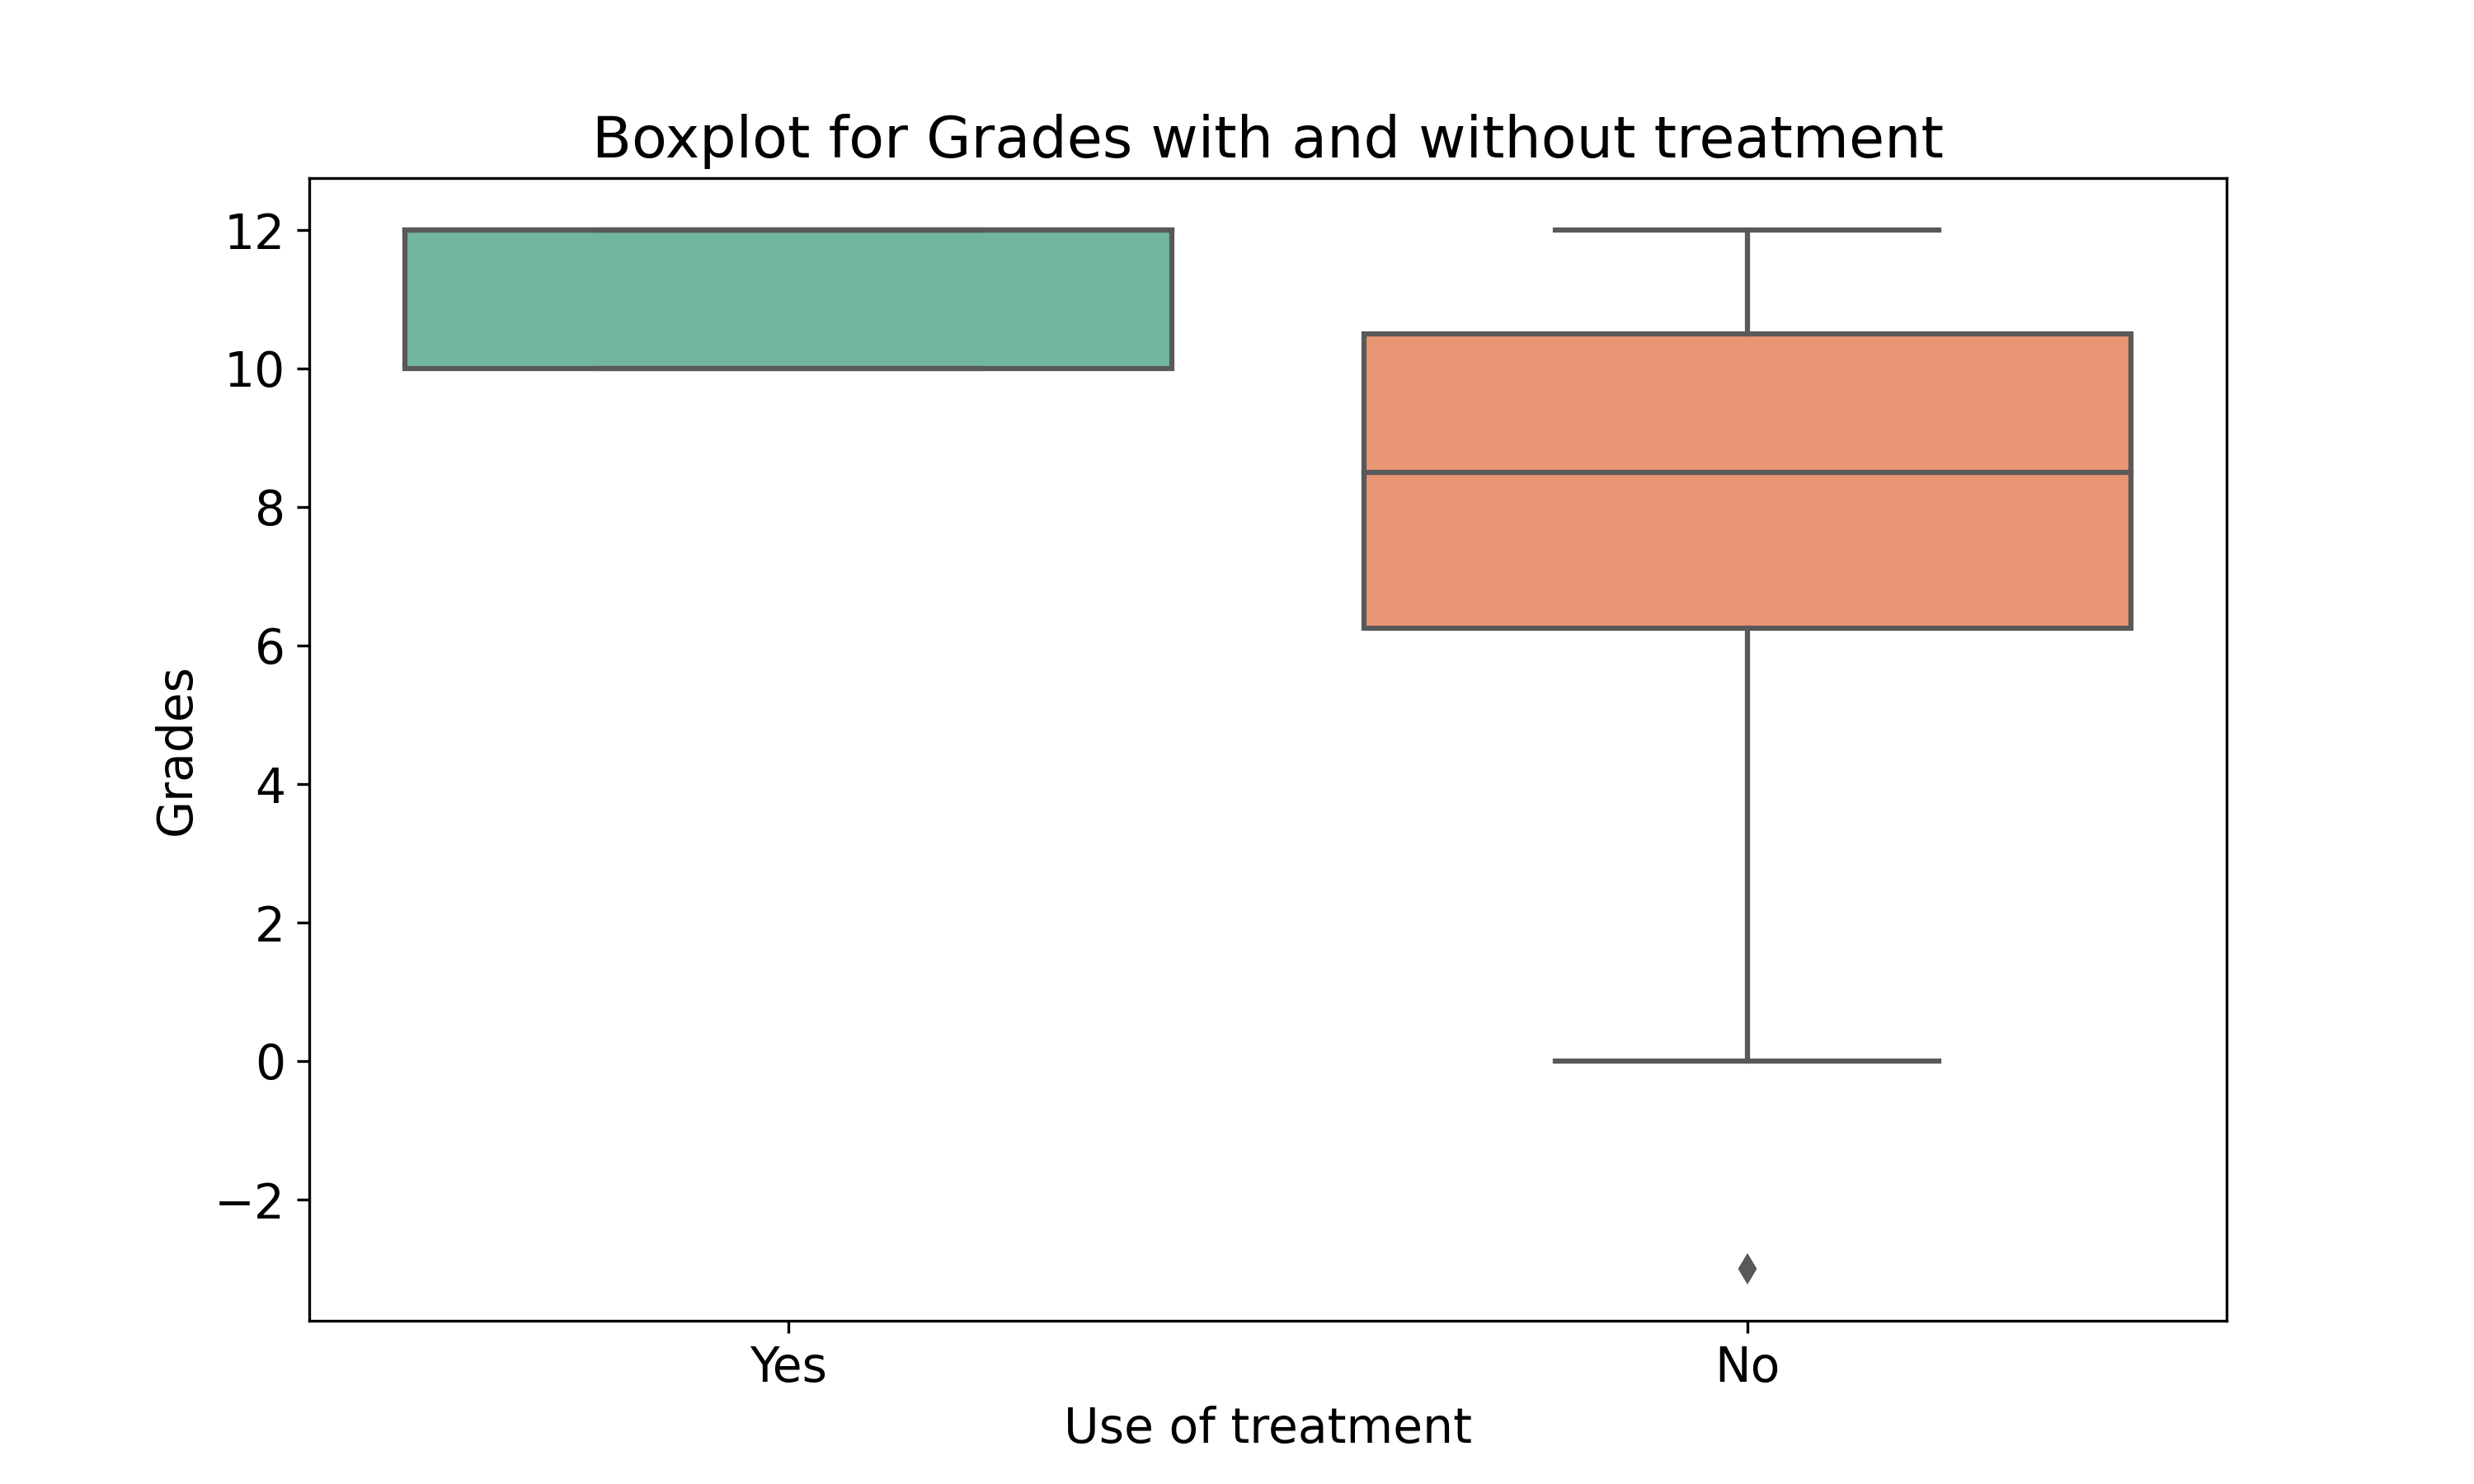 Boxplot for Grades with and without treatment
12
10
8
6
4
2
0
−2
Grades
Yes
No
Use of treatment